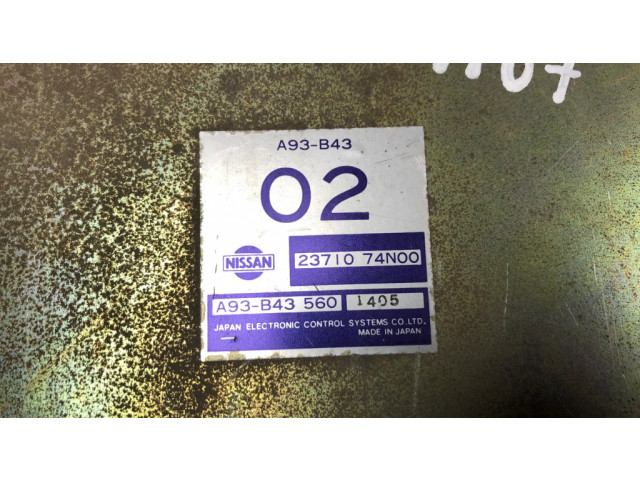 A93-B43
02
NISSAN
23710 74N00
A93-B43 560 1405
JAPAN ELECTRONIC CONTROL SYSTEMS CO LTD.
MADE IN JAPAN